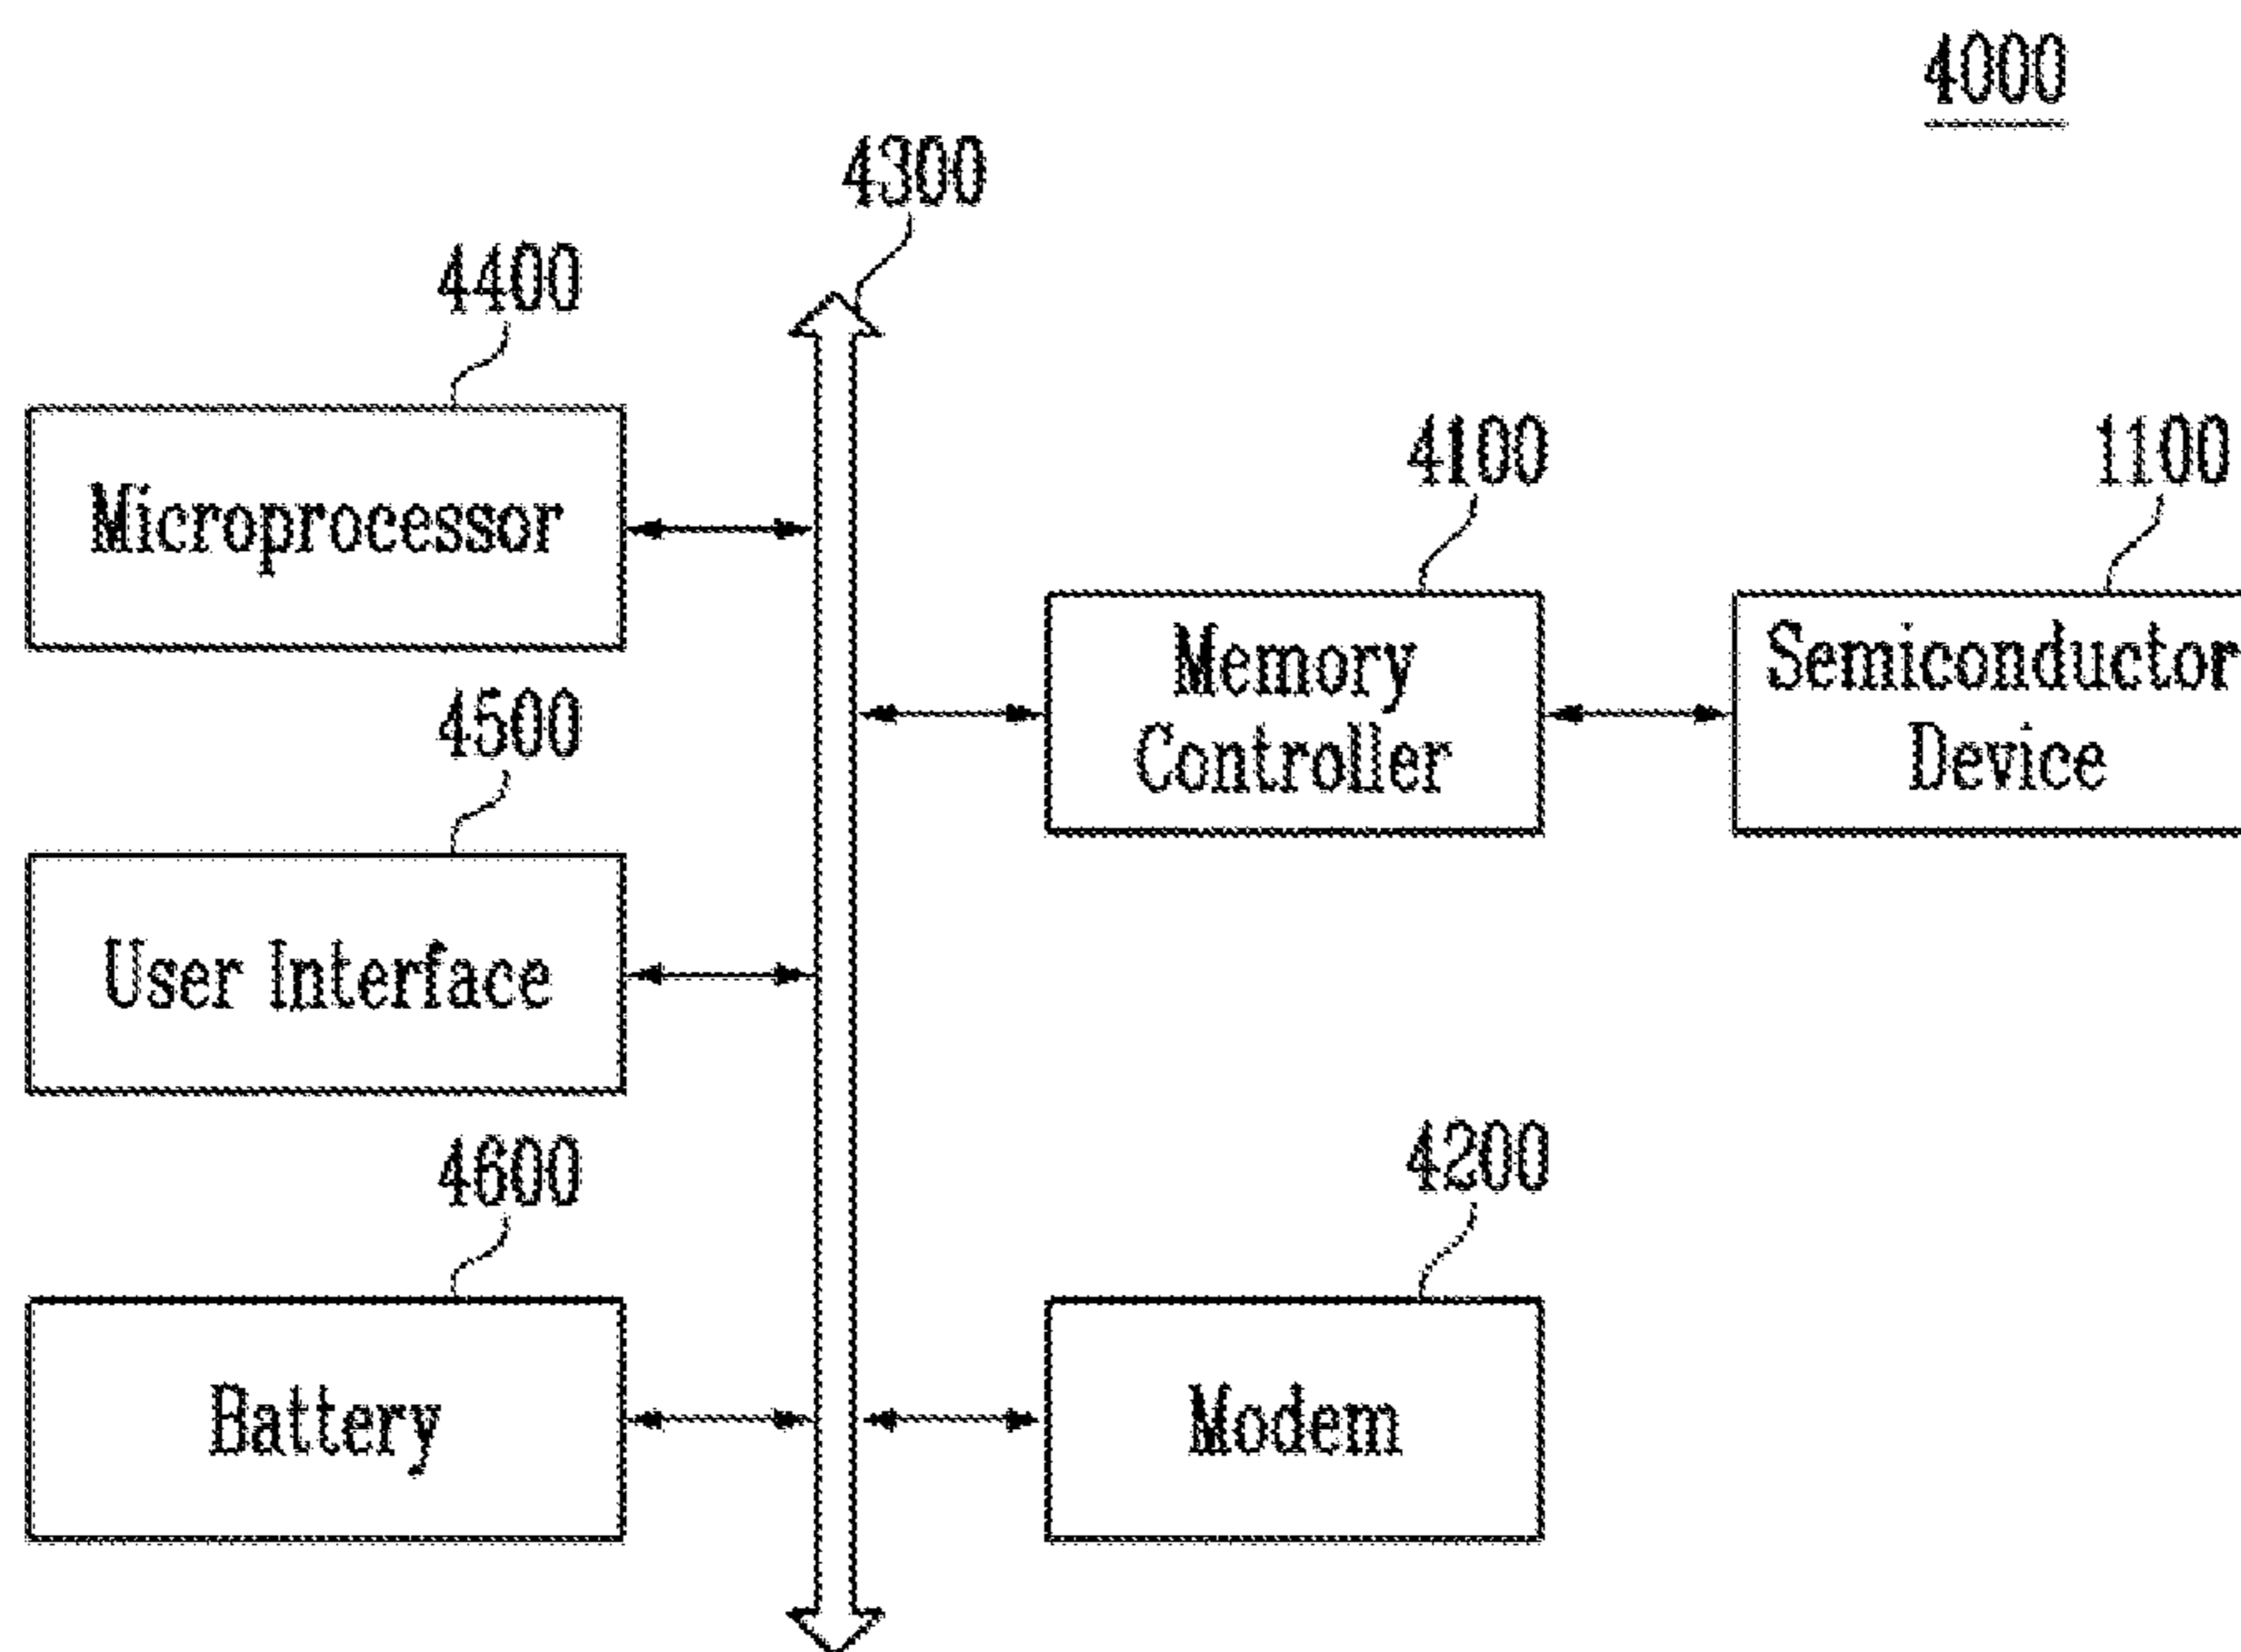 4000
4300
4400
Microprocessor
4100
1100
Memory
Controller
Semiconductor
Device
4500
User Interface
4600
Battery
4200
Modem